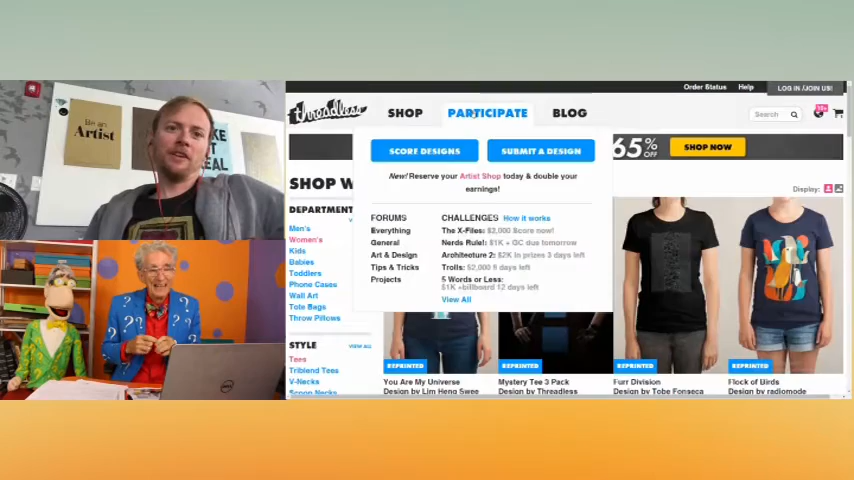 Be an
Artist
threadless
SHOP
PARTICIPATE
BLOG
Order Status
Help
LOG IN /JOIN US!
Search
10+
SCORE DESIGNS
SUBMIT A DESIGN
New! Reserve your Artist Shop today & double your
earnings!
65% OFF
SHOP NOW
SHOP W
Display:
DEPARTMENT
Men's
Women's
Kids
Babies
Toddlers
Phone Cases
Wall Art
Tote Bags
Throw Pillows
STYLE
VIEW ALL
Tees
Triblend Tees
V-Necks
Scoop Necks
FORUMS
Everything
General
Art & Design
Tips & Tricks
Projects
CHALLENGES How it works
The X-Files: $2,000 Score now!
Nerds Rule!: $1K + GC due tomorrow
Architecture 2: $2K in prizes 3 days left
Trolls: $2,000 5 days left
5 Words or Less:
$1K +billboard 12 days left
View All
REPRINTED
You Are My Universe
Design by Lim Heng Swee
REPRINTED
Mystery Tee 3 Pack
Design by Threadless
REPRINTED
Furr Division
Design by Tobe Fonseca
REPRINTED
Flock of Birds
Design by radiomode
DELL